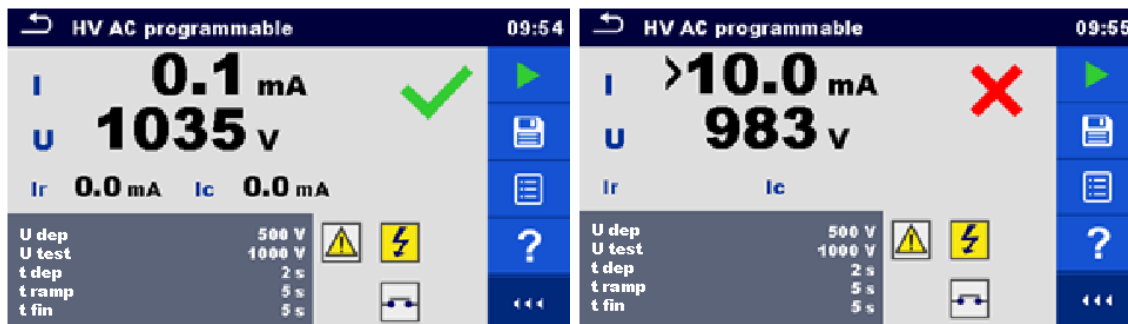 HV AC programmable 09:54
I 0.1 mA
U 1035 V
Ir 0.0 mA Ic 0.0 mA
U dep 500 V
U test 1000 V
t dep 2 s
t ramp 5 s
t fin 5 s
?
HV AC programmable 09:55
I >10.0 mA
U 983 V
Ir Ic
U dep 500 V
U test 1000 V
t dep 2 s
t ramp 5 s
t fin 5 s
?